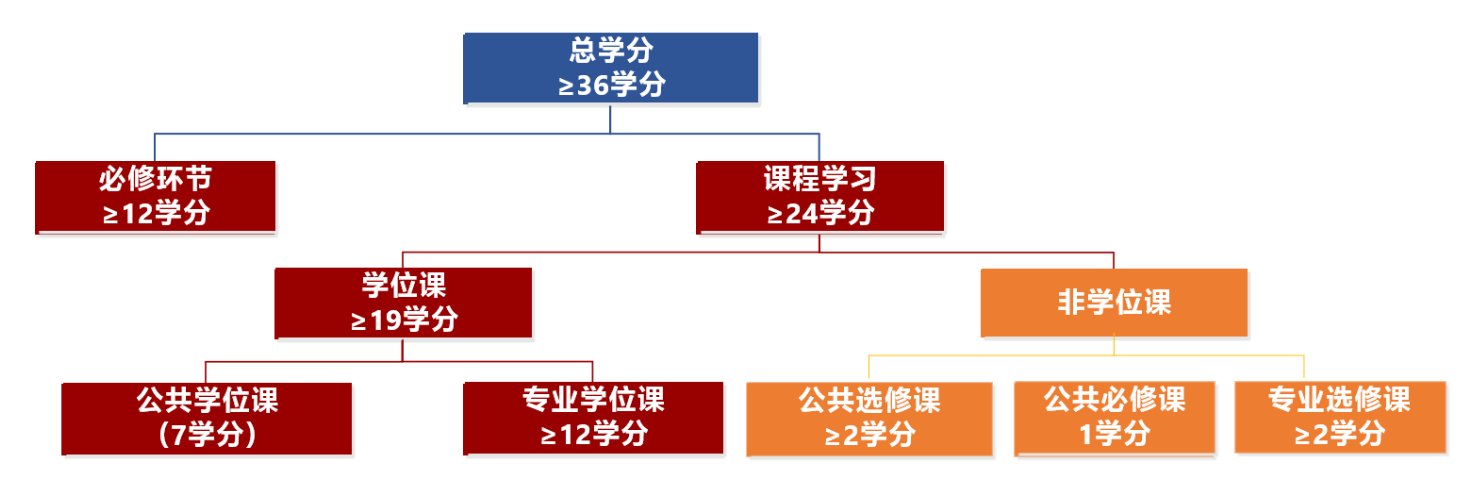 总学分
≥36学分
必修环节
≥12学分
课程学习
≥24学分
学位课
≥19学分
非学位课
公共学位课
（7学分）
专业学位课
≥12学分
公共选修课
≥2学分
公共必修课
1学分
专业选修课
≥2学分